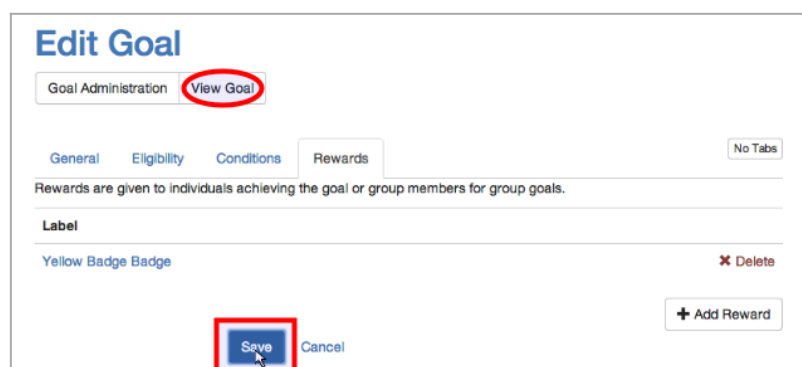 Edit Goal
Goal Administration View Goal
General Eligibility Conditions Rewards No Tabs
Rewards are given to individuals achieving the goal or group members for group goals.
Label
Yellow Badge Badge ✖ Delete
+ Add Reward
Save Cancel